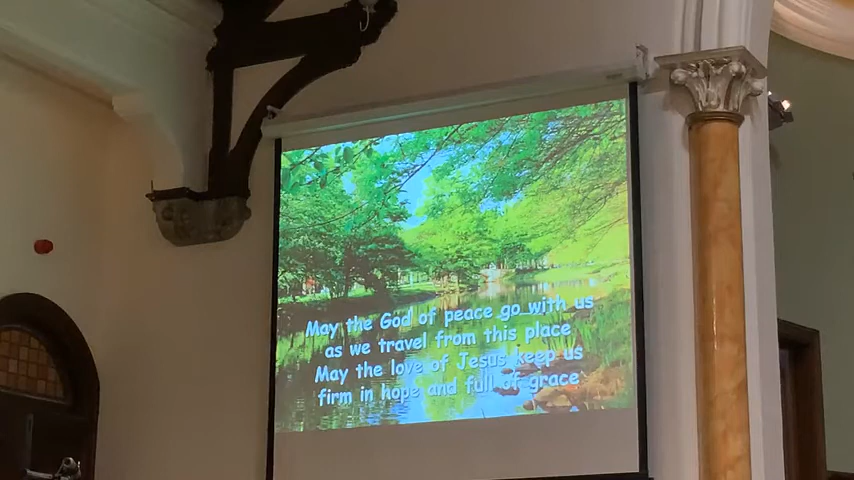 May the God of peace go with us
as we travel from this place
May the love of Jesus keep us
firm in hope and full of grace